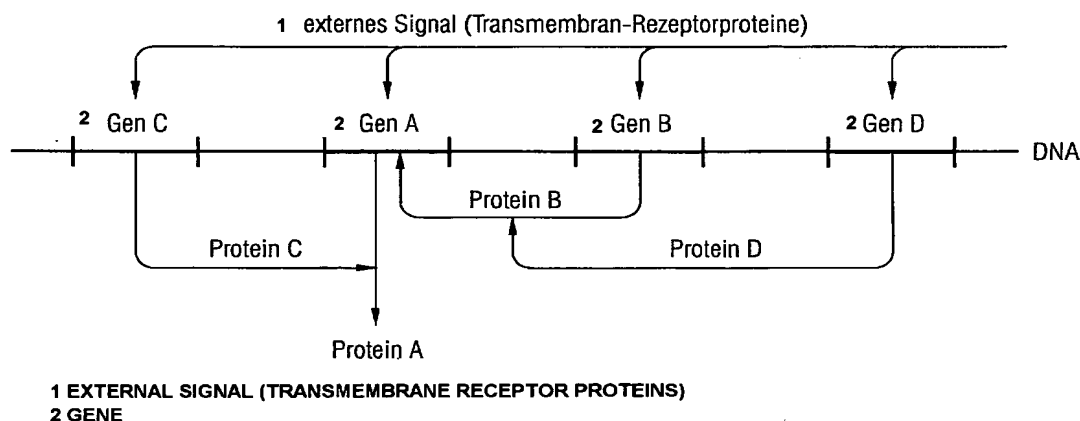 1 externes Signal (Transmembran-Rezeptorproteine)
2 Gen C 2 Gen A 2 Gen B 2 Gen D
DNA
Protein B
Protein C Protein D
Protein A
1 EXTERNAL SIGNAL (TRANSMEMBRANE RECEPTOR PROTEINS)
2 GENE